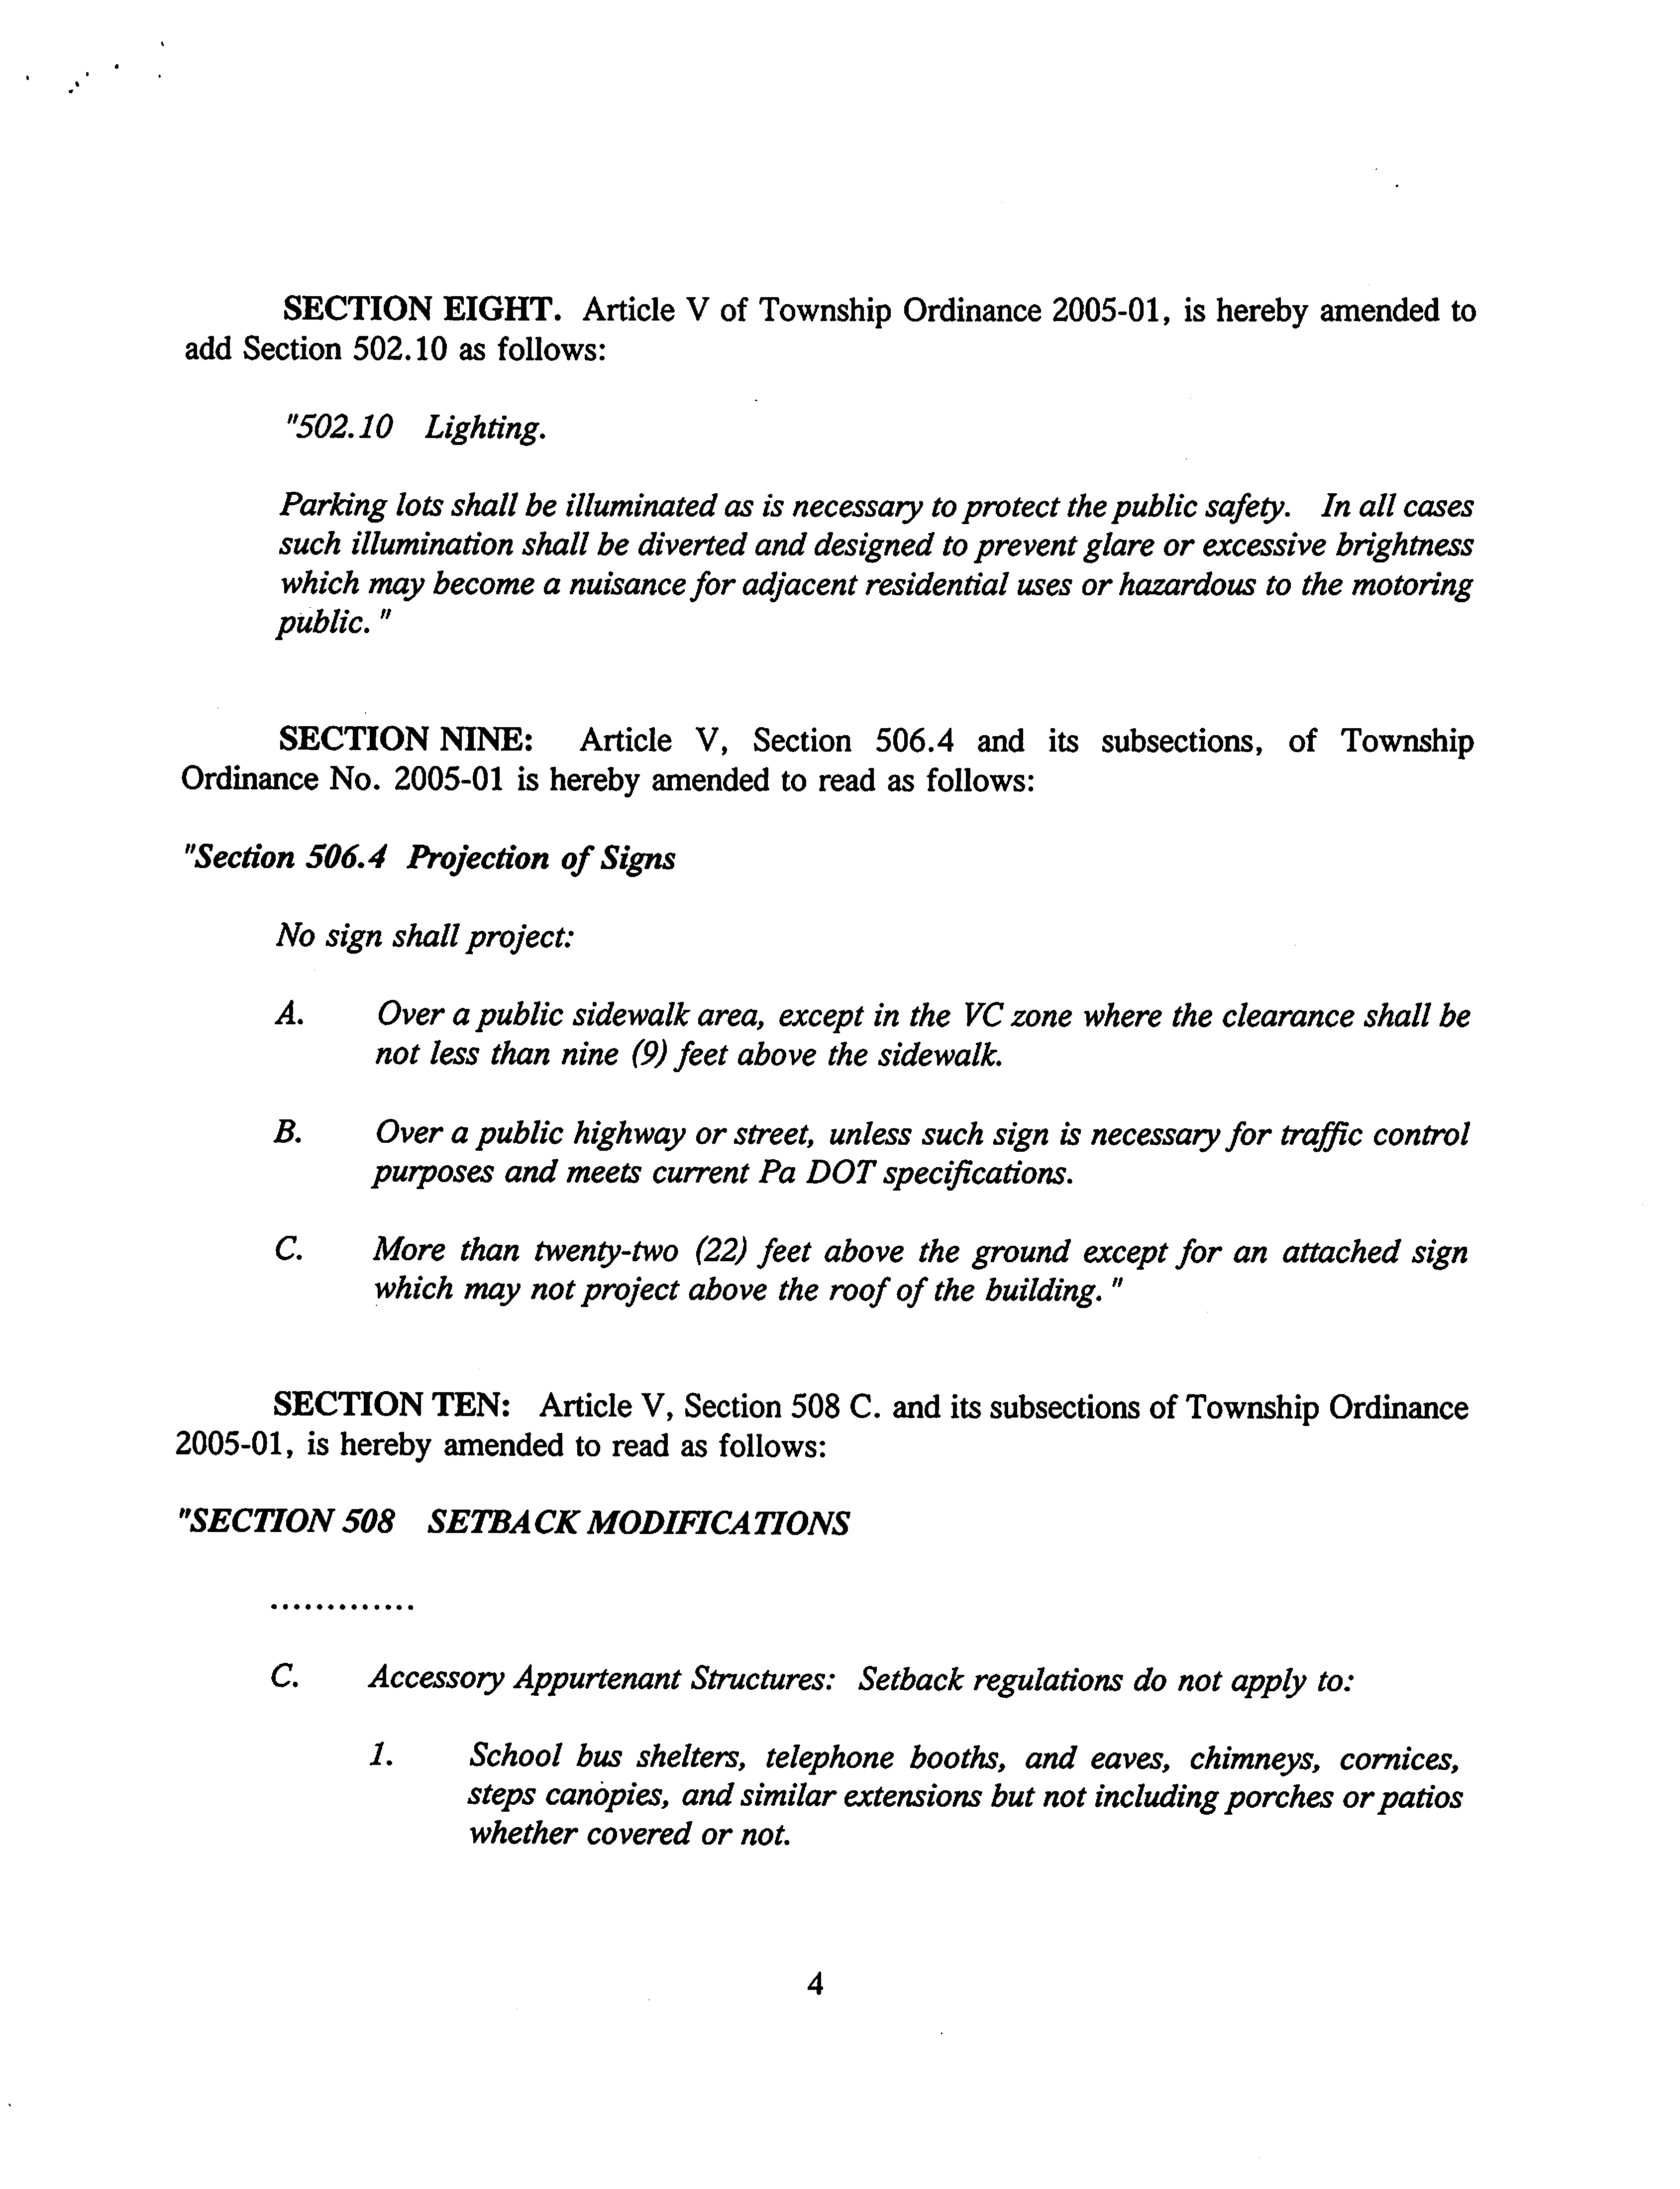 SECTION EIGHT. Article V of Township Ordinance 2005-01, is hereby amended to
add Section 502.10 as follows:
"502.10 Lighting.
Parking lots shall be illuminated as is necessary to protect the public safety. In all cases
such illumination shall be diverted and designed to prevent glare or excessive brightness
which may become a nuisance for adjacent residential uses or hazardous to the motoring
public. "
SECTION NINE: Article V, Section 506.4 and its subsections, of Township
Ordinance No. 2005-01 is hereby amended to read as follows:
"Section 506.4 Projection of Signs
No sign shall project:
A. Over a public sidewalk area, except in the VC zone where the clearance shall be
not less than nine (9) feet above the sidewalk.
B. Over a public highway or street, unless such sign is necessary for traffic control
purposes and meets current Pa DOT specifications.
C. More than twenty-two (22) feet above the ground except for an attached sign
which may not project above the roof of the building. "
SECTION TEN: Article V, Section 508 C. and its subsections of Township Ordinance
2005-01, is hereby amended to read as follows:
"SECTION 508 SETBACK MODIFICATIONS
.............
C. Accessory Appurtenant Structures: Setback regulations do not apply to:
1. School bus shelters, telephone booths, and eaves, chimneys, cornices,
steps canopies, and similar extensions but not including porches or patios
whether covered or not.
4